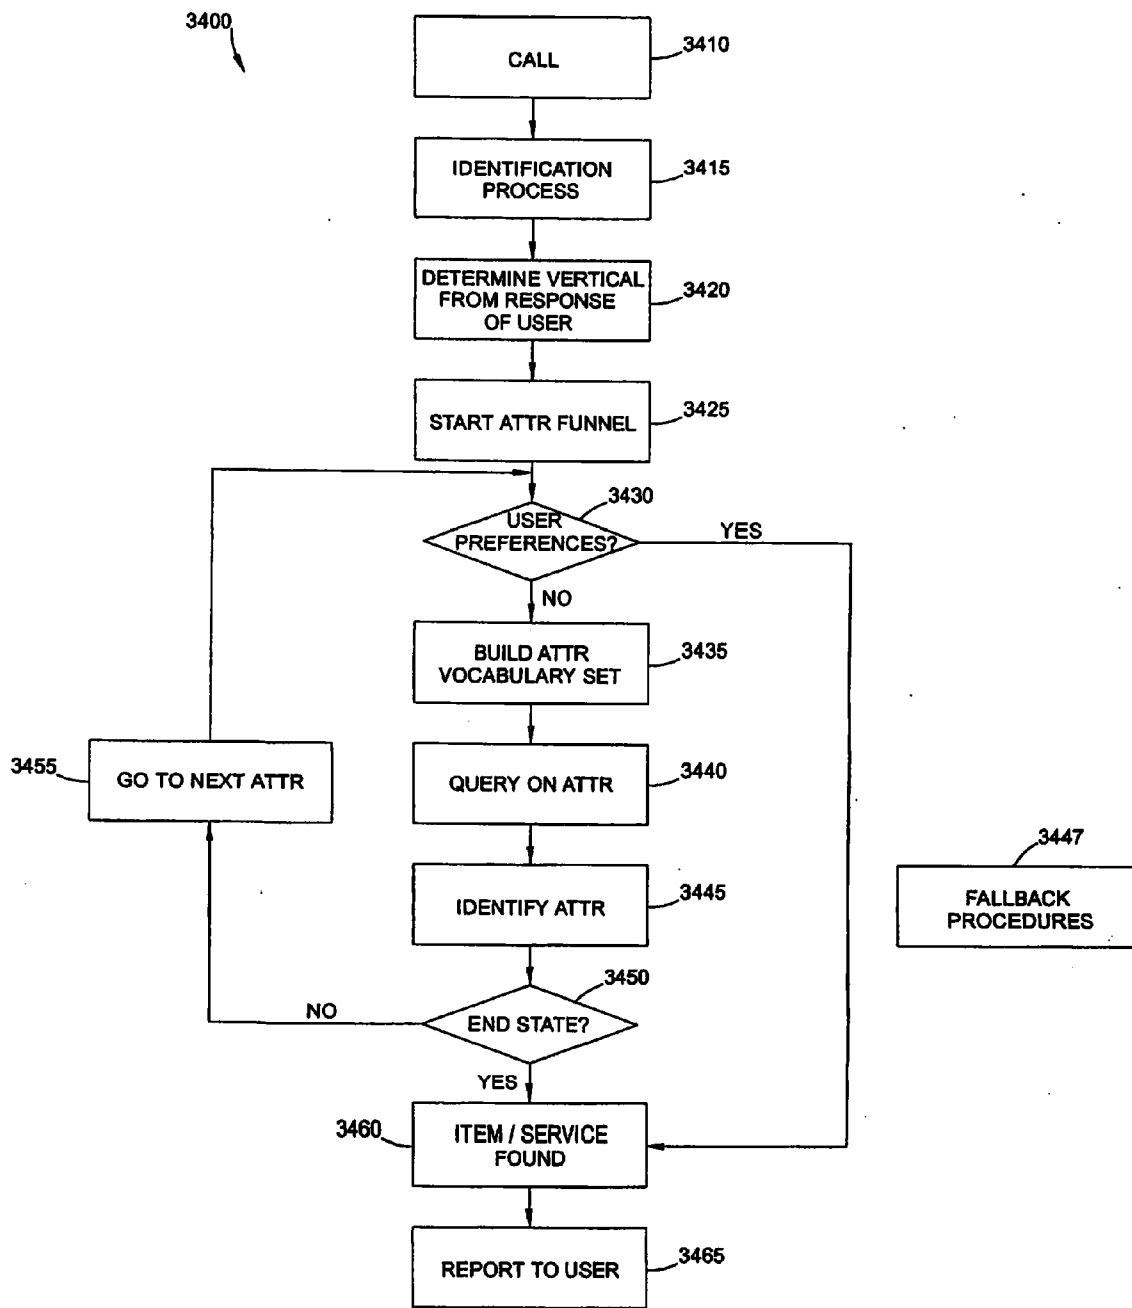 3400
CALL
3410
IDENTIFICATION
PROCESS
3415
DETERMINE VERTICAL
FROM RESPONSE
OF USER
3420
START ATTR FUNNEL
3425
USER
PREFERENCES?
3430
YES
NO
BUILD ATTR
VOCABULARY SET
3435
3455
GO TO NEXT ATTR
QUERY ON ATTR
3440
IDENTIFY ATTR
3445
3447
FALLBACK
PROCEDURES
END STATE?
3450
NO
YES
3460
ITEM / SERVICE
FOUND
REPORT TO USER
3465